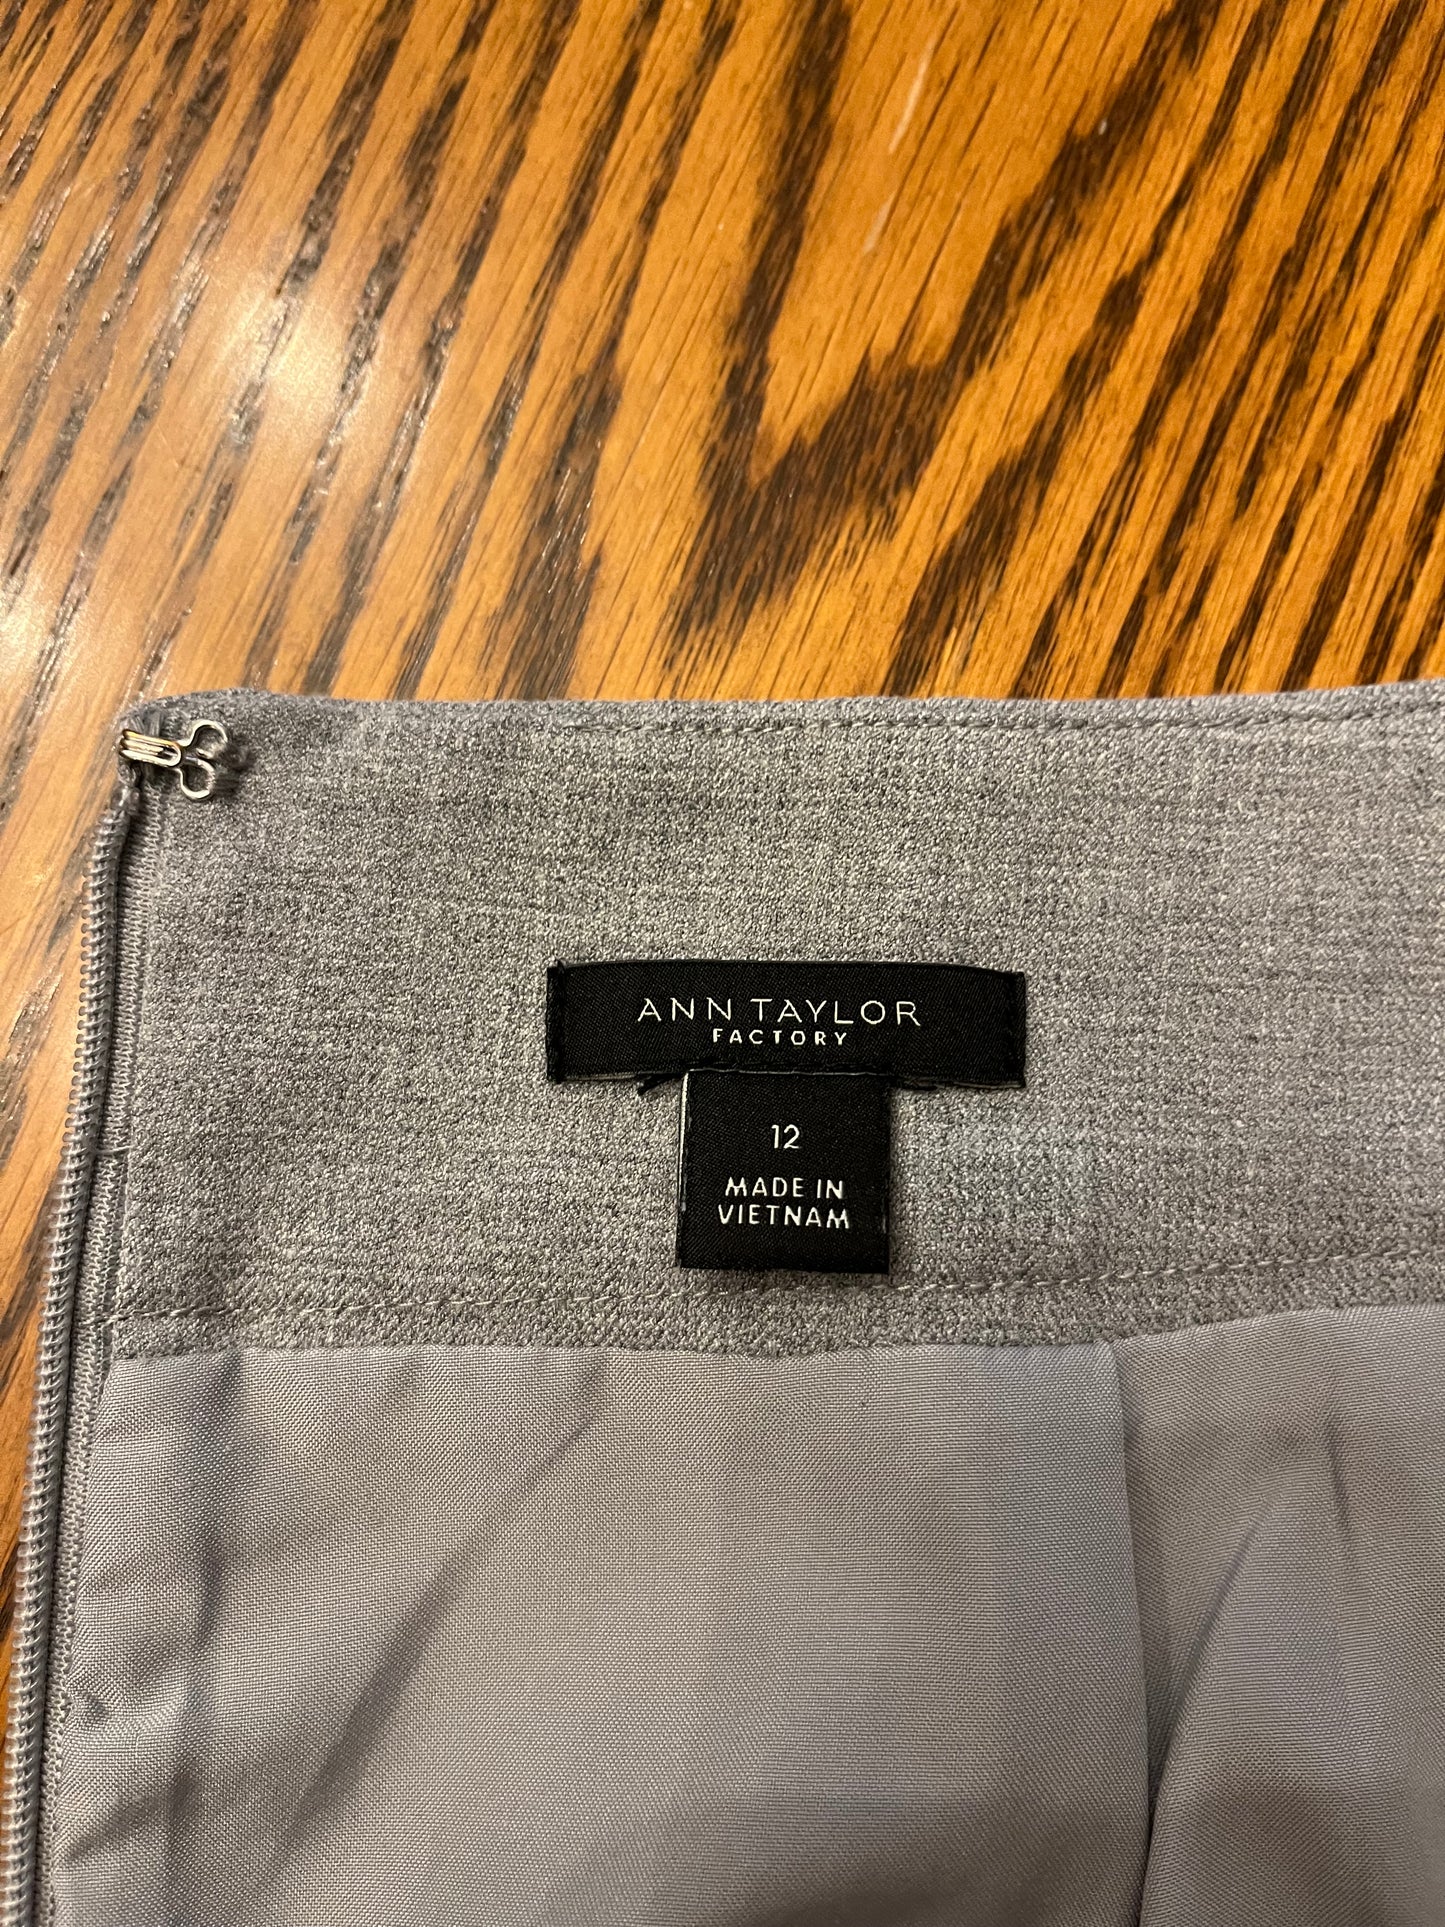 ANN TAYLOR
FACTORY
12
MADE IN
VIETNAM